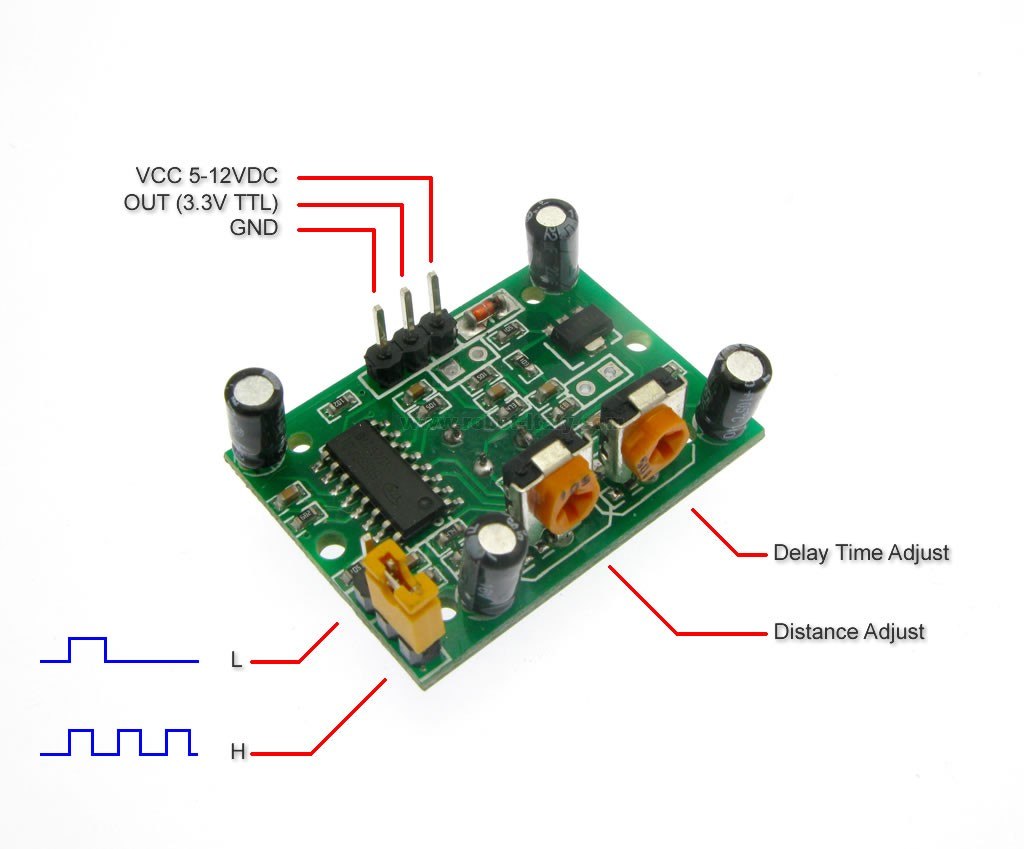 VCC 5-12VDC
OUT (3.3V TTL)
GND
Delay Time Adjust
Distance Adjust
L
H